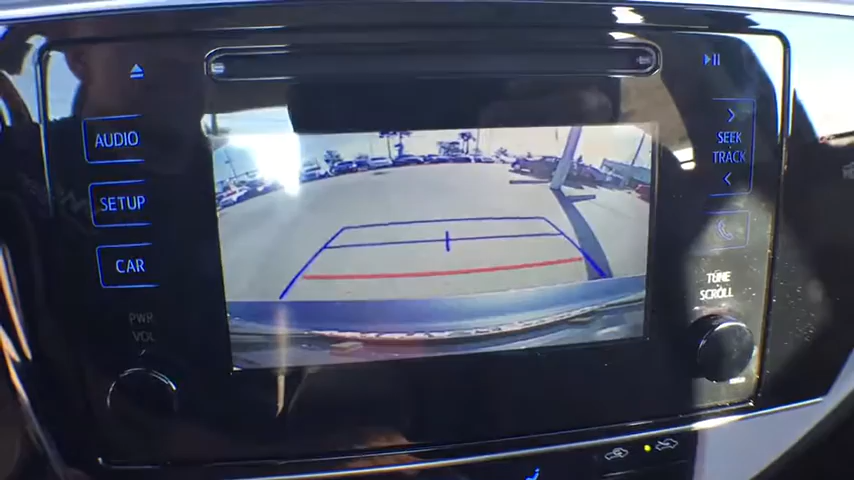 AUDIO
SETUP
CAR
PWR
VOL
SEEK
TRACK
TUNE
SCROLL